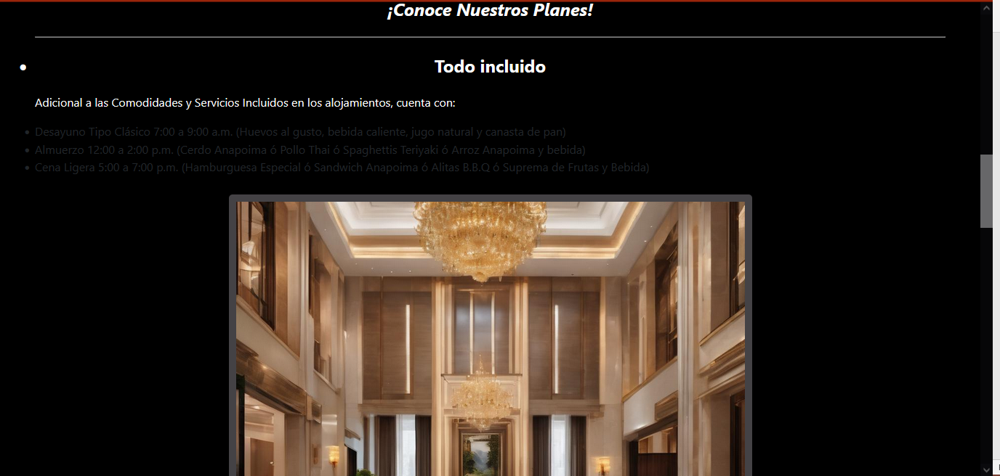 ¡Conoce Nuestros Planes!
Todo incluido
Adicional a las Comodidades y Servicios Incluidos en los alojamientos, cuenta con:
Desayuno Tipo Clásico 7:00 a 9:00 a.m. (Huevos al gusto, bebida caliente, jugo natural y canasta de pan)
Almuerzo 12:00 a 2:00 p.m. (Cerdo Anapoima ó Pollo Thai ó Spaghettis Teriyaki ó Arroz Anapoima y bebida)
Cena Ligera 5:00 a 7:00 p.m. (Hamburguesa Especial ó Sandwich Anapoima ó Alitas B.B.Q ó Suprema de Frutas y Bebida)